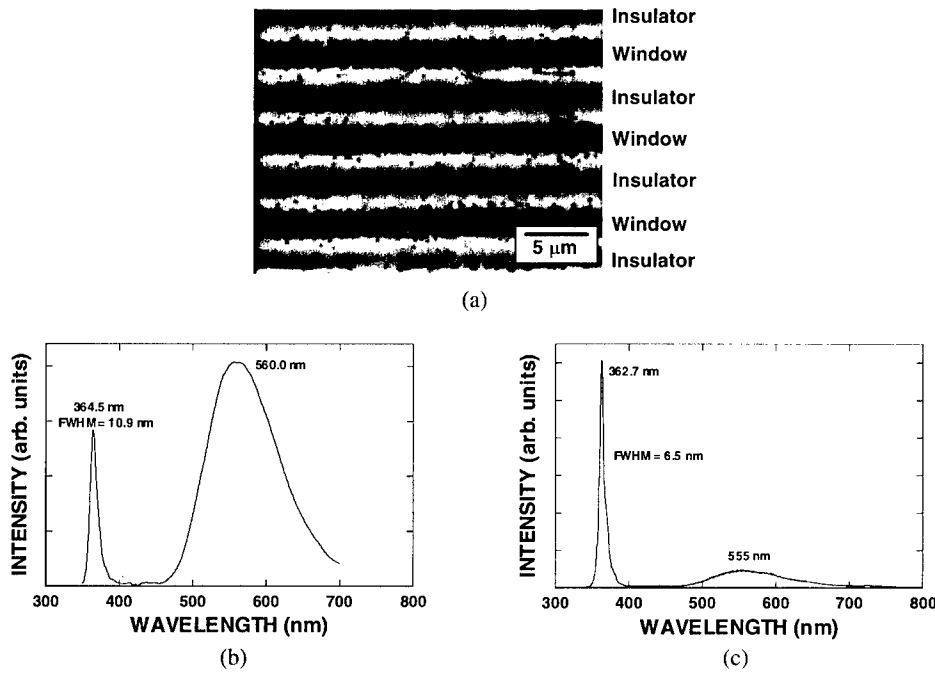 Insulator
Window
Insulator
Window
Insulator
Window
Insulator
5 μm
(a)
INTENSITY (arb. units)
364.5 nm
FWHM = 10.9 nm
560.0 nm
300 400 500 600 700 800
WAVELENGTH (nm)
(b)
INTENSITY (arb. units)
362.7 nm
FWHM = 6.5 nm
555 nm
300 400 500 600 700 800
WAVELENGTH (nm)
(c)